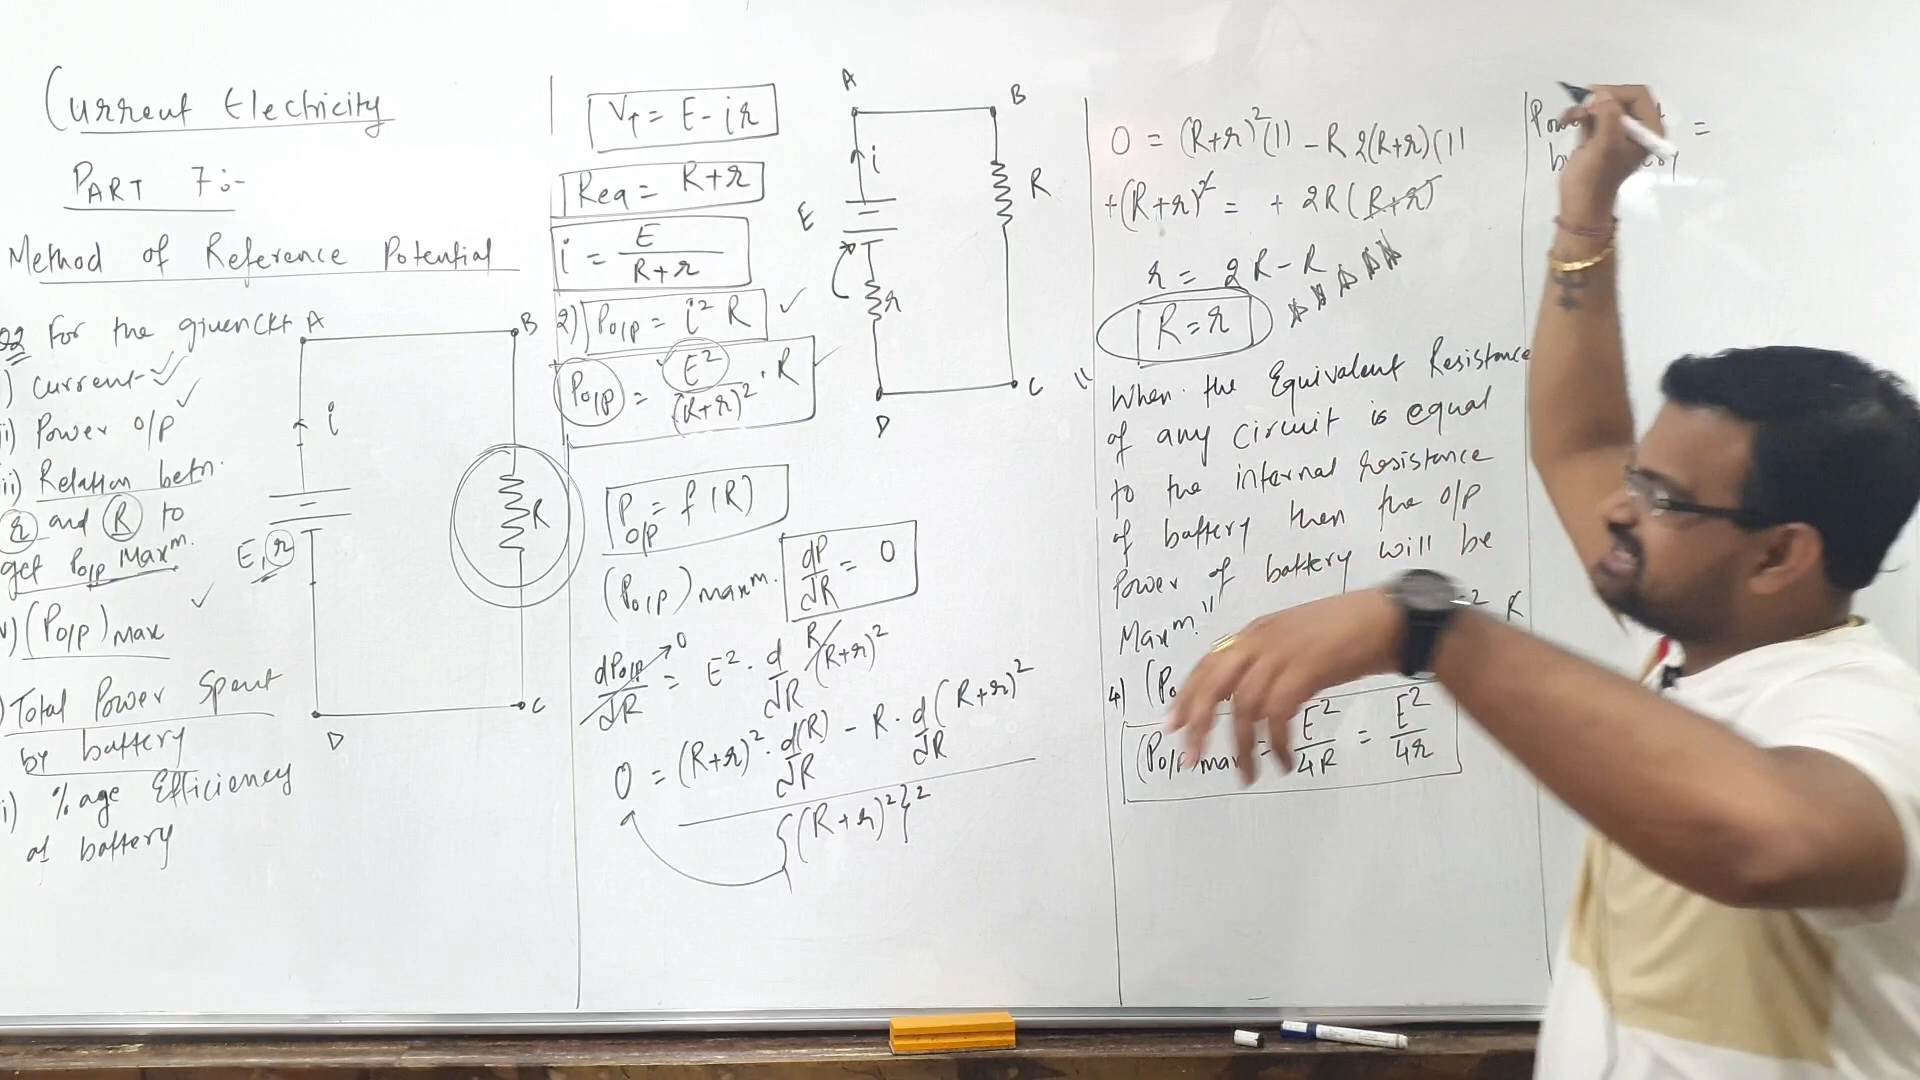 Current Electricity
PART 7:-
Method of Reference Potential
Q2 For the given ckt
i) Current ✓
ii) Power o/p ✓
iii) Relation betn.
r and R to
get Po/p Maxm.
v) (Po/p) max ✓
) Total Power Spent
by battery
i) %age Efficiency
of battery
A
B
i
R
E, r
D
C
VT = E - ir
Req = R+r
i = E / (R+r)
2) Po/p = i² R ✓
Po/p = E² / (R+r)² . R
P o/p = f(R)
(Po/p) maxm. dP/dR = 0
dPo/p/dR → 0 = E² . d/dR R/(R+r)²
0 = (R+r)² . d(R)/dR - R . d/dR (R+r)²
{(R+r)²}²
A
B
i
R
E
r
D
C
0 = (R+r)²(1) - R 2(R+r)(1)
+(R+r)² = + 2R(R+r)
r = 2R - R
R = r
" When the Equivalent Resistance
of any circuit is equal
to the internal resistance
of battery then the o/p
Power of battery will be
Maxm."
4) (Po
(Po/p) max = E²/4R = E²/4r
=